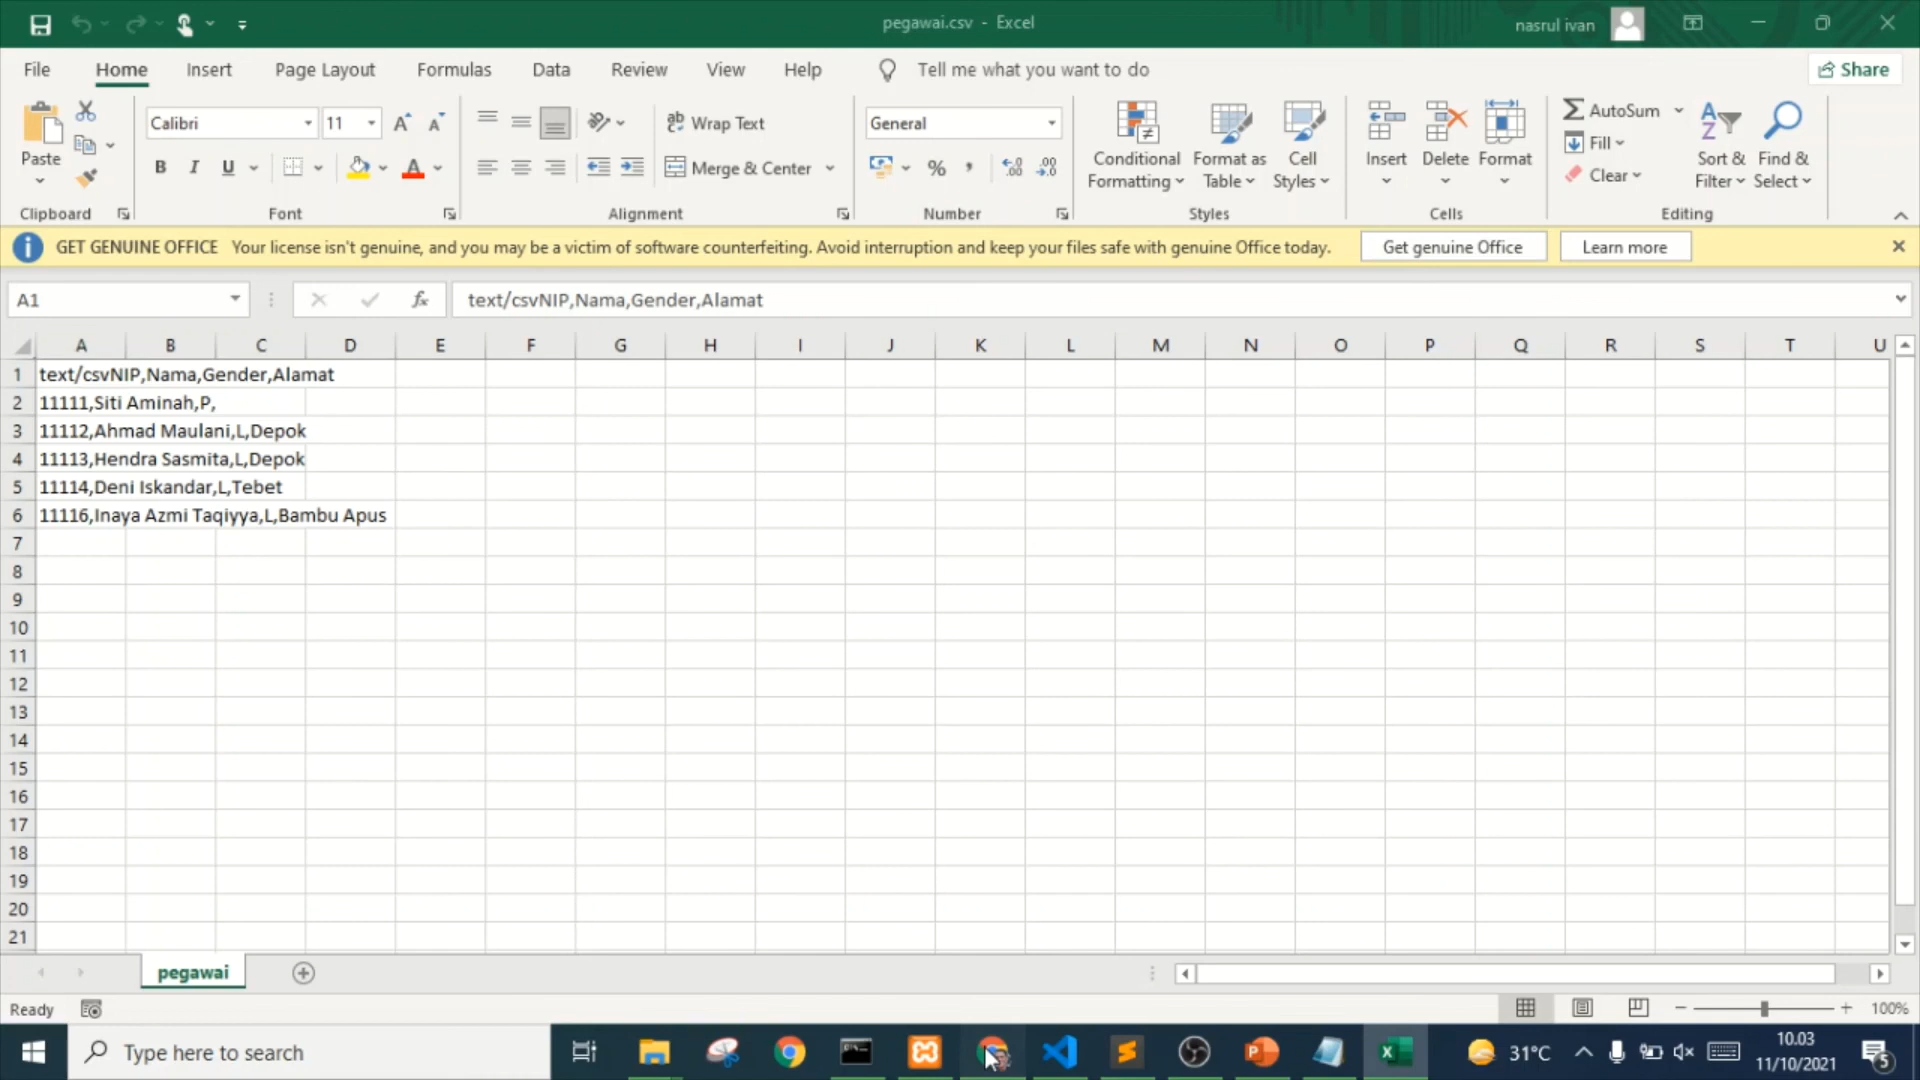 pegawai.csv - Excel
nasrul ivan
File Home Insert Page Layout Formulas Data Review View Help Tell me what you want to do Share
Paste
Clipboard
Calibri 11
B I U
Font
Wrap Text
Merge & Center
Alignment
General
% ,
Number
Conditional Formatting
Format as Table
Cell Styles
Styles
Insert
Delete
Format
Cells
AutoSum
Fill
Clear
Sort & Filter
Find & Select
Editing
GET GENUINE OFFICE Your license isn't genuine, and you may be a victim of software counterfeiting. Avoid interruption and keep your files safe with genuine Office today. Get genuine Office Learn more
A1 fx text/csvNIP,Nama,Gender,Alamat
A B C D E F G H I J K L M N O P Q R S T U
1 text/csvNIP,Nama,Gender,Alamat
2 11111,Siti Aminah,P,
3 11112,Ahmad Maulani,L,Depok
4 11113,Hendra Sasmita,L,Depok
5 11114,Deni Iskandar,L,Tebet
6 11116,Inaya Azmi Taqiyya,L,Bambu Apus
7
8
9
10
11
12
13
14
15
16
17
18
19
20
21
pegawai
Ready 100%
Type here to search
31°C
10.03
11/10/2021
5